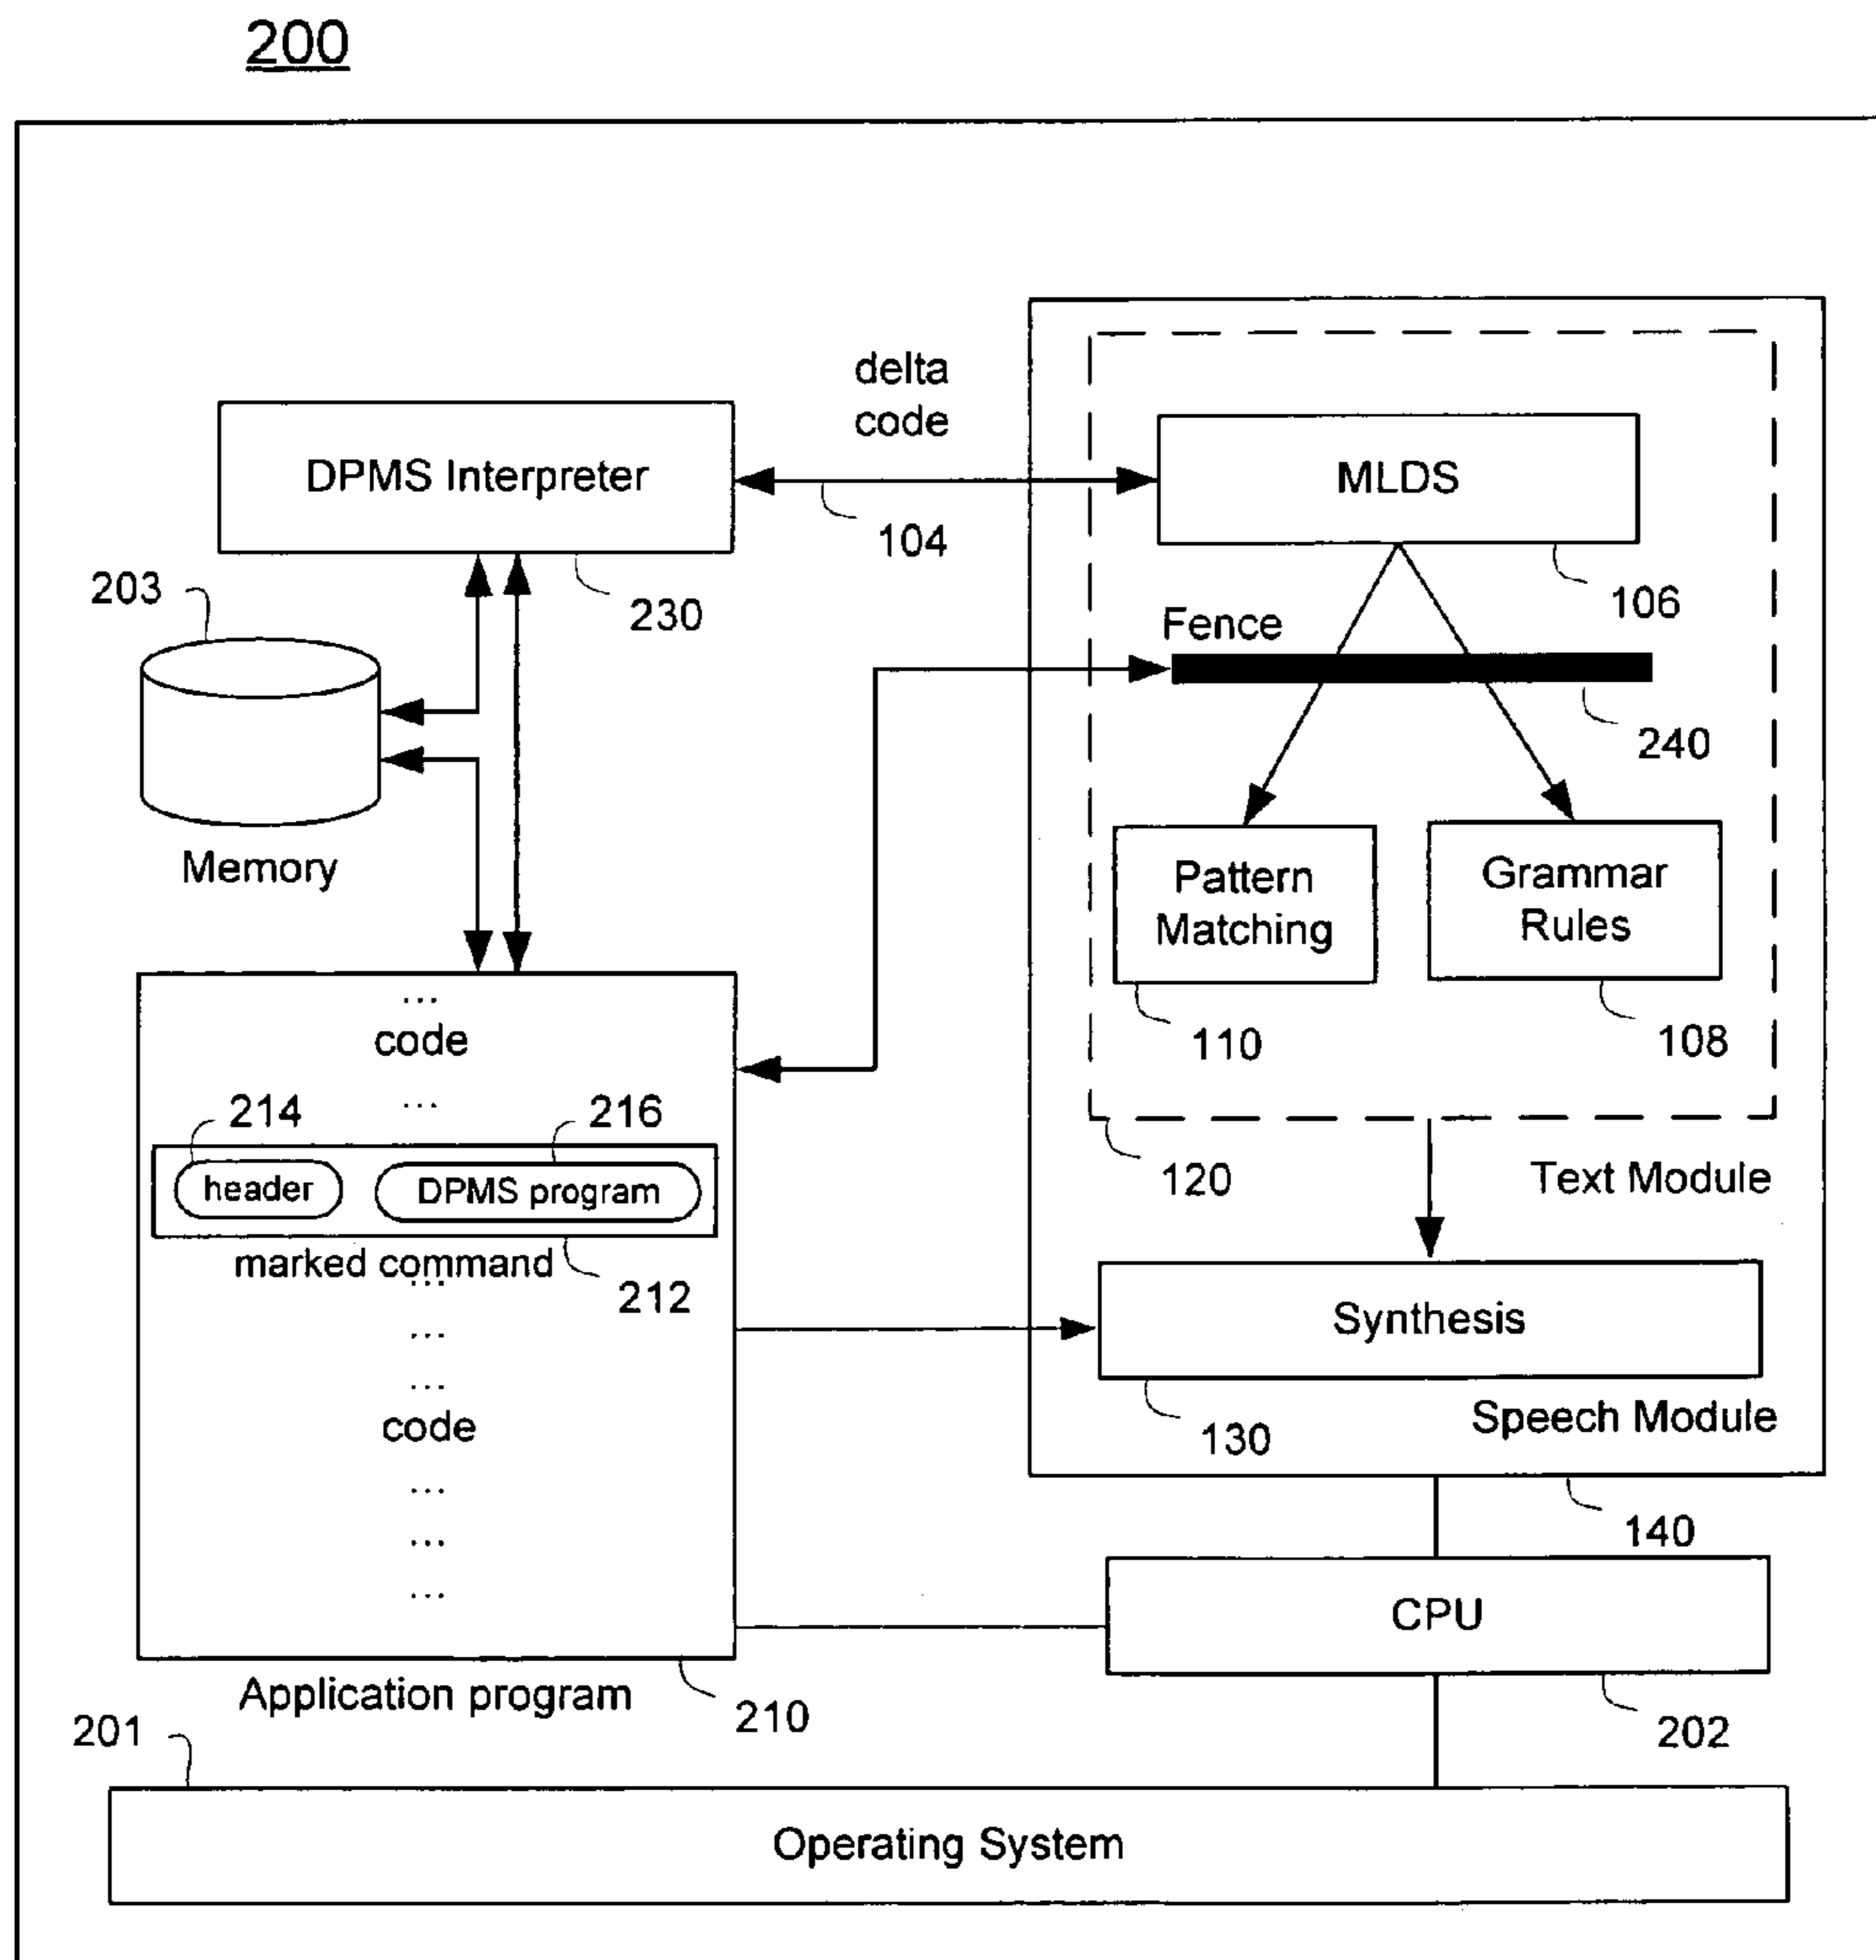 200
delta
code
DPMS Interpreter
MLDS
104
203
230
106
Fence
240
Memory
Pattern
Matching
Grammar
Rules
...
code
...
110
108
214
216
header
DPMS program
120
Text Module
marked command
...
212
...
Synthesis
...
code
130
Speech Module
...
140
...
...
CPU
Application program
210
202
201
Operating System